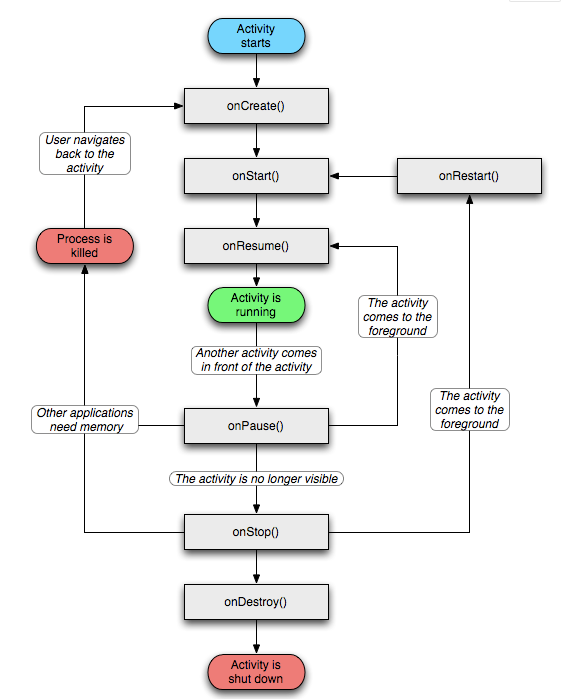 Activity
starts
onCreate()
User navigates
back to the
activity
onStart()
onRestart()
Process is
killed
onResume()
Activity is
running
The activity
comes to the
foreground
Another activity comes
in front of the activity
The activity
comes to the
foreground
Other applications
need memory
onPause()
The activity is no longer visible
onStop()
onDestroy()
Activity is
shut down